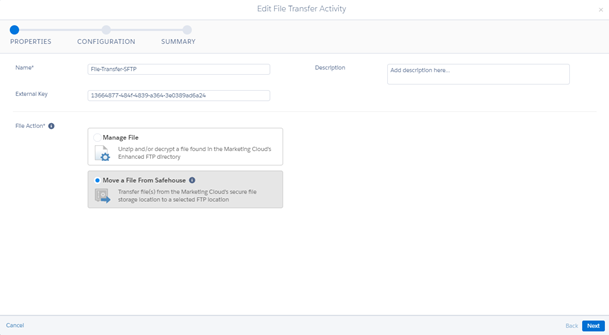 Edit File Transfer Activity
×
PROPERTIES
CONFIGURATION
SUMMARY
Name*
File-Transfer-SFTP
Description
Add description here...
External Key
13664877-484f-4839-a364-3e0389ad6a24
File Action*
Manage File
Unzip and/or decrypt a file found in the Marketing Cloud's
Enhanced FTP directory
Move a File From Safehouse
Transfer file(s) from the Marketing Cloud's secure file
storage location to a selected FTP location
Cancel
Back
Next